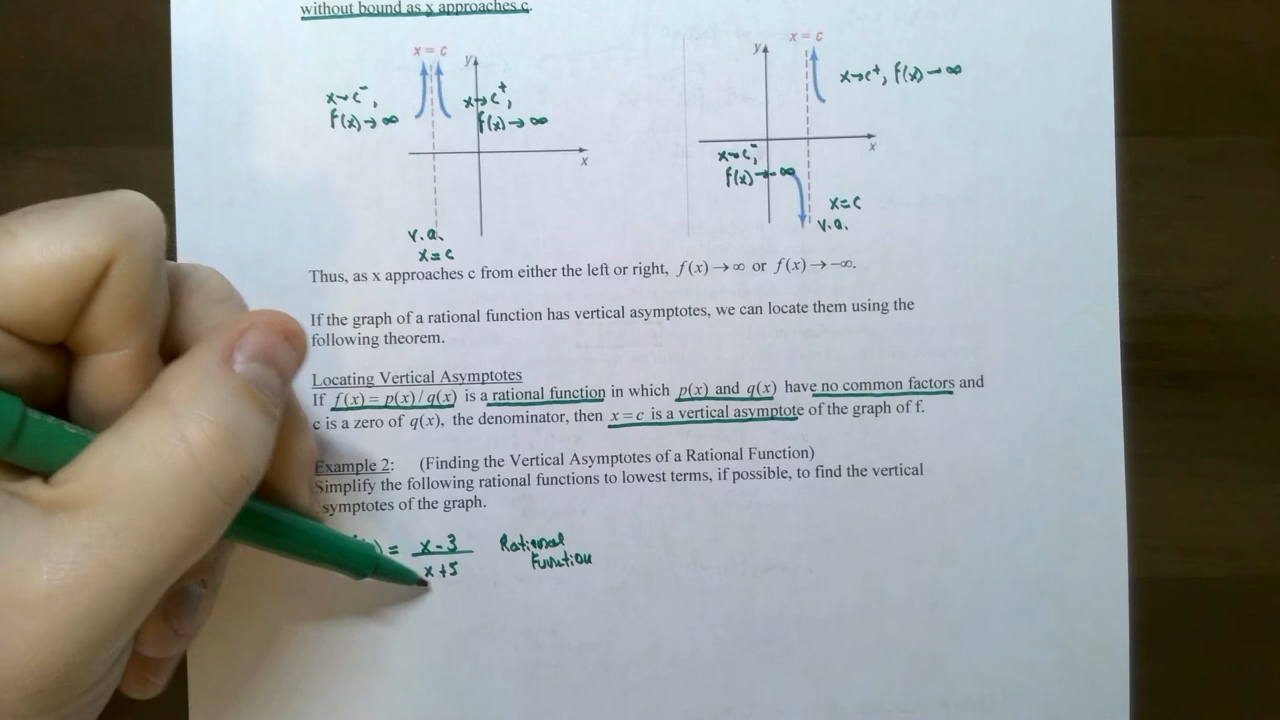 without bound as x approaches c.
x = c
y
x→c⁻,
f(x)→∞
x→c⁺,
f(x)→∞
x
v.a.
x=c
x = c
y
x→c⁺, f(x)→∞
x
x→c⁻,
f(x)→-∞
x=c
v.a.
Thus, as x approaches c from either the left or right, f(x)→∞ or f(x)→−∞.
If the graph of a rational function has vertical asymptotes, we can locate them using the
following theorem.
Locating Vertical Asymptotes
If f(x) = p(x)/q(x) is a rational function in which p(x) and q(x) have no common factors and
c is a zero of q(x), the denominator, then x=c is a vertical asymptote of the graph of f.
Example 2: (Finding the Vertical Asymptotes of a Rational Function)
Simplify the following rational functions to lowest terms, if possible, to find the vertical
symptotes of the graph.
) = x-3
x+5
Rational
Function